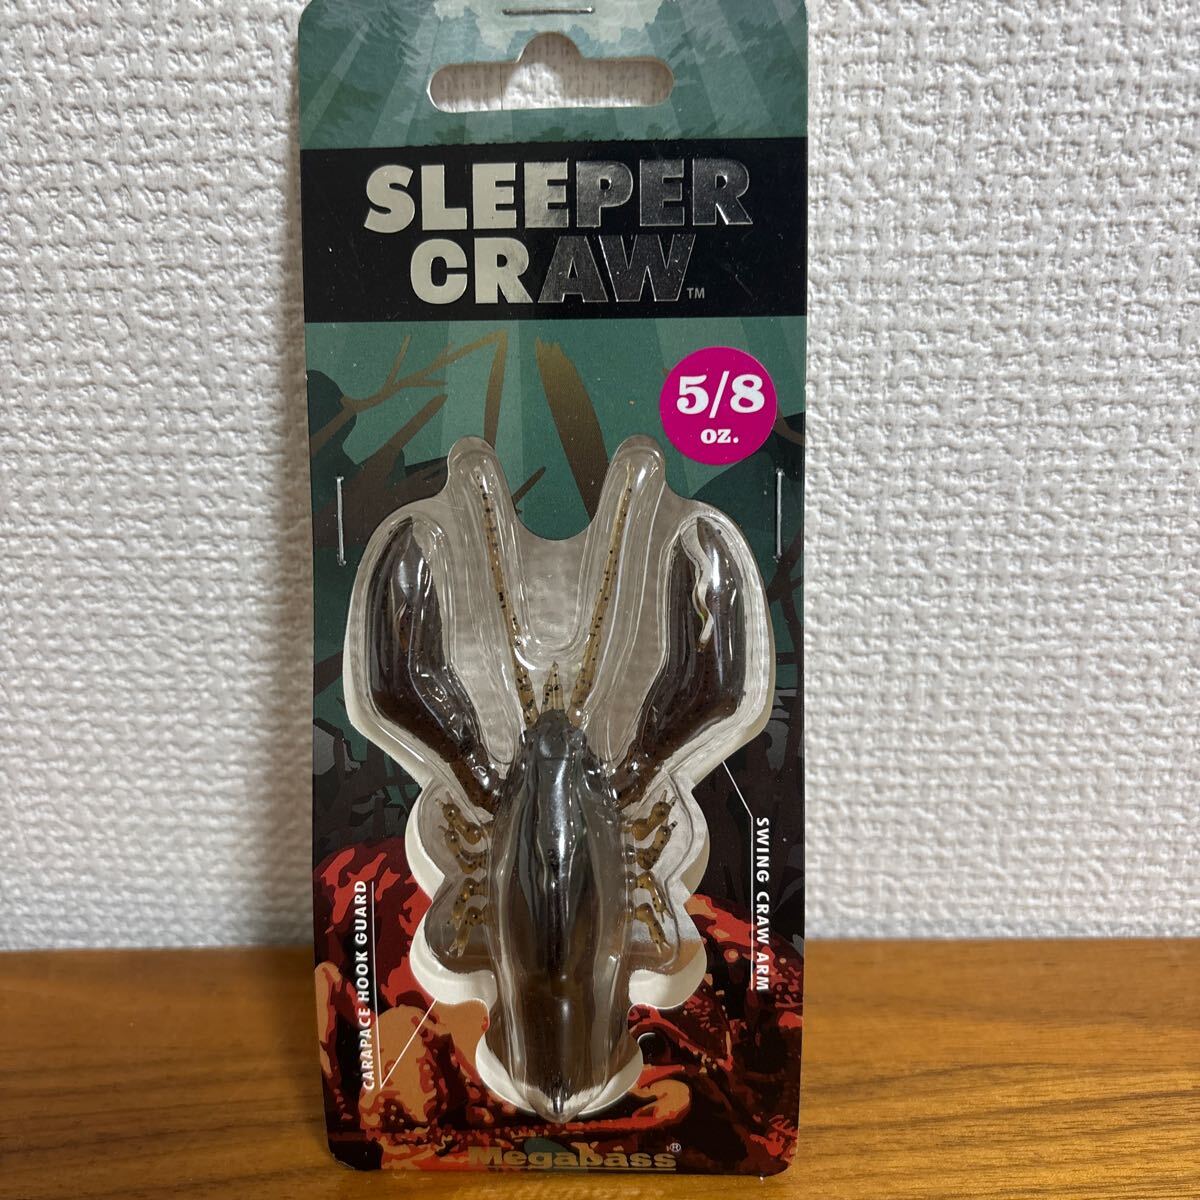 SLEEPER
CRAW™
5/8
oz.
SWING CRAW ARM
CARAPACE HOOK GUARD
Megabass®